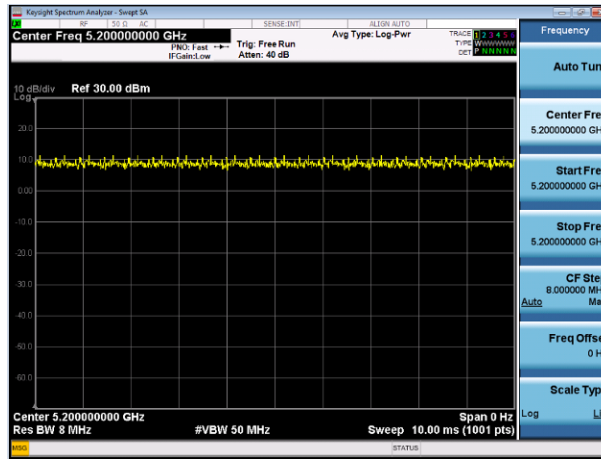 Keysight Spectrum Analyzer - Swept SA
RF 50 Ω AC SENSE:INT ALIGN AUTO
Center Freq 5.200000000 GHz
PNO: Fast
IFGain:Low
Trig: Free Run
Atten: 40 dB
Avg Type: Log-Pwr
TRACE 1 2 3 4 5 6
TYPE WWWWWW
DET P N N N N N
10 dB/div
Log
Ref 30.00 dBm
20.0
10.0
0.00
-10.0
-20.0
-30.0
-40.0
-50.0
-60.0
Center 5.200000000 GHz
Res BW 8 MHz
#VBW 50 MHz
Span 0 Hz
Sweep 10.00 ms (1001 pts)
MSG
STATUS
Frequency
Auto Tun
Center Fre
5.200000000 GH
Start Fre
5.200000000 GH
Stop Fre
5.200000000 GH
CF Ste
8.000000 MH
Auto Ma
Freq Offse
0 H
Scale Typ
Log Li